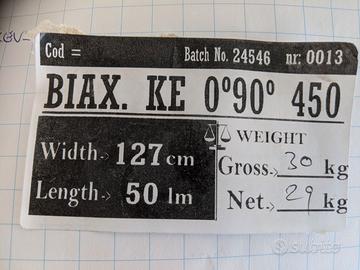 Cod =
Batch No. 24546 nr: 0013
BIAX. KE 0°90° 450
WEIGHT
Width.> 127 cm
Gross.> 30 kg
Length.> 50 lm
Net.> 29 kg
subito